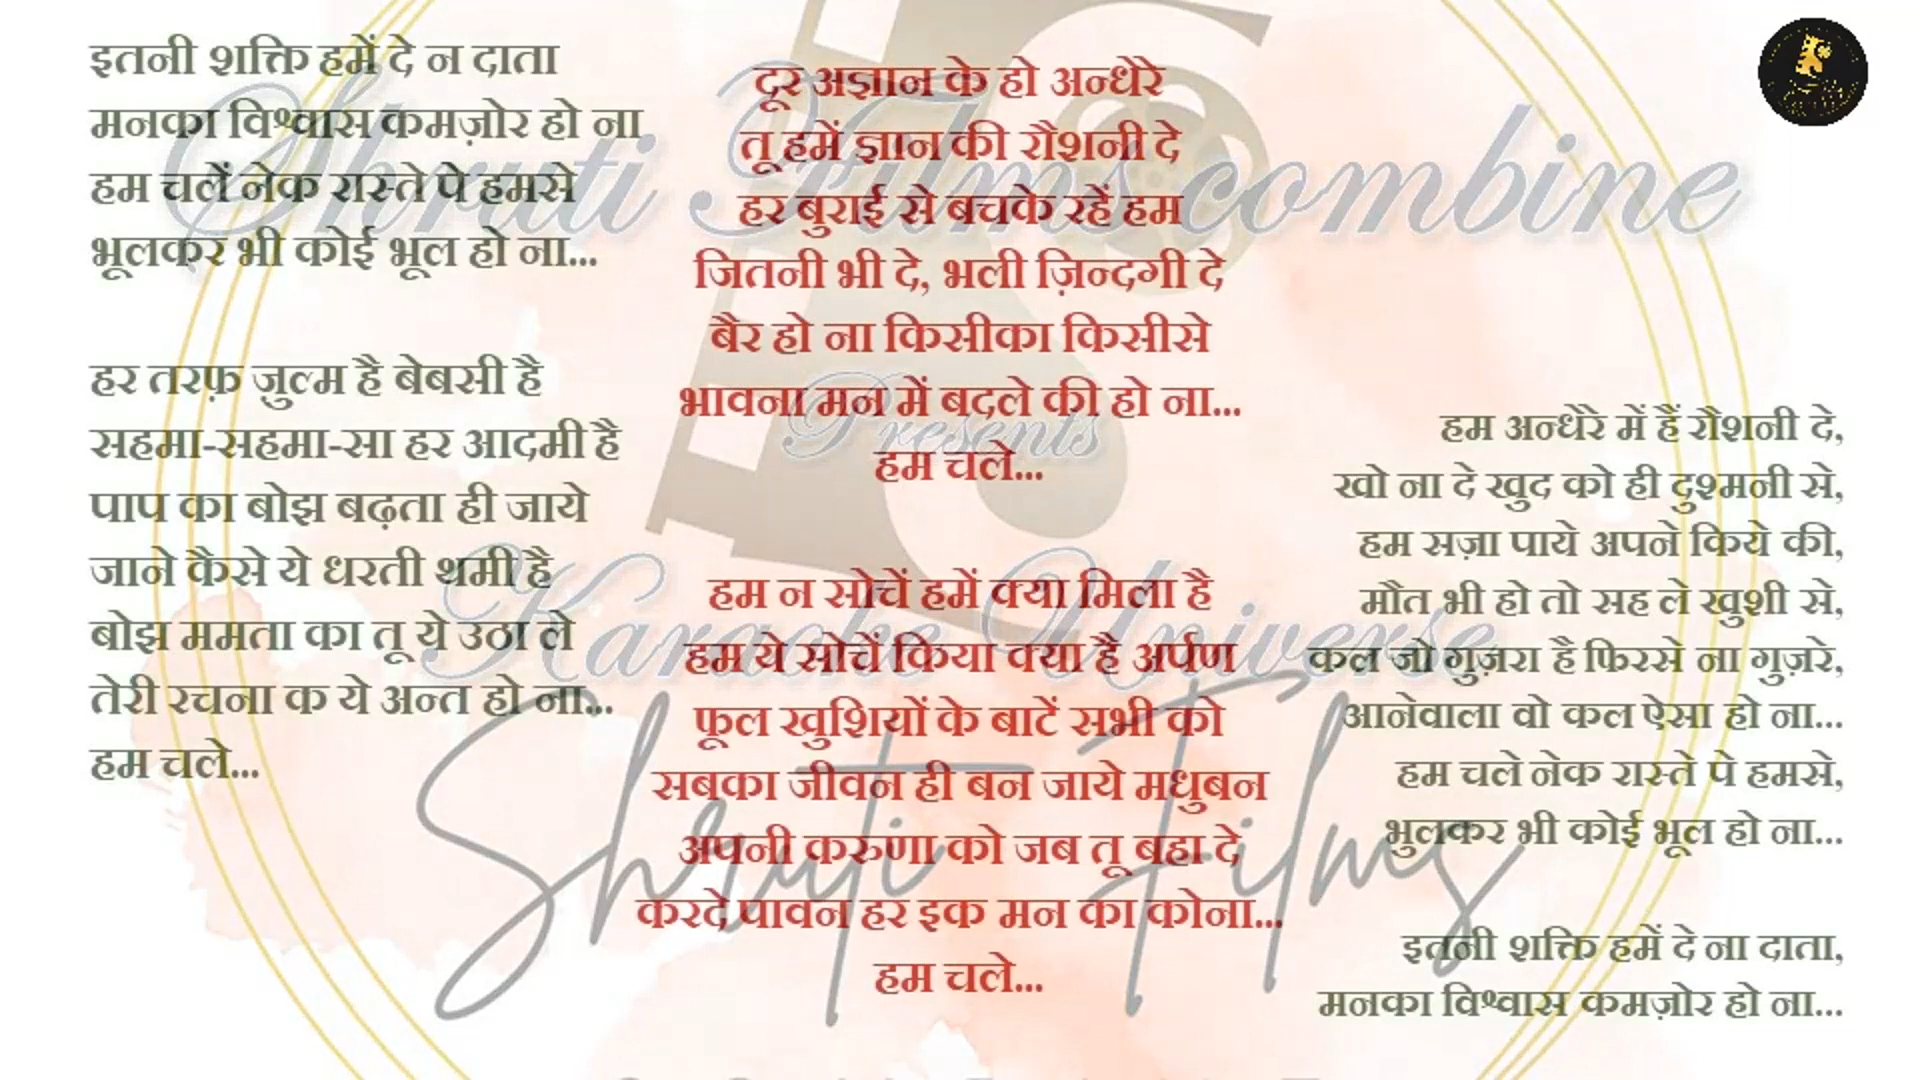 इतनी शक्ति हमें दे न दाता
मनका विश्वास कमज़ोर हो ना
हम चलें नेक रास्ते पे हमसे
भूलकर भी कोई भूल हो ना...
हर तरफ़ जुल्म है बेबसी है
सहमा-सहमा-सा हर आदमी है
पाप का बोझ बढ़ता ही जाये
जाने कैसे ये धरती थमी है
बोझ ममता का तू ये उठा ले
तेरी रचना क ये अन्त हो ना...
हम चले...
दूर अज्ञान के हो अन्धेरे
तू हमें ज्ञान की रौशनी दे
हर बुराई से बचके रहें हम
जितनी भी दे, भली ज़िन्दगी दे
बैर हो ना किसीका किसीसे
भावना मन में बदले की हो ना...
हम चले...
हम न सोचें हमें क्या मिला है
हम ये सोचें किया क्या है अर्पण
फूल खुशियों के बाटें सभी को
सबका जीवन ही बन जाये मधुबन
अपनी करुणा को जब तू बहा दे
करदे पावन हर इक मन का कोना...
हम चले...
हम अन्धेरे में हैं रौशनी दे,
खो ना दे खुद को ही दुश्मनी से,
हम सज़ा पाये अपने किये की,
मौत भी हो तो सह ले खुशी से,
कल जो गुज़रा है फिरसे ना गुज़रे,
आनेवाला वो कल ऐसा हो ना...
हम चले नेक रास्ते पे हमसे,
भुलकर भी कोई भूल हो ना...
इतनी शक्ति हमें दे ना दाता,
मनका विश्वास कमज़ोर हो ना...
Shruti Films combine
Presents
Karaoke Universe
Shruti Films